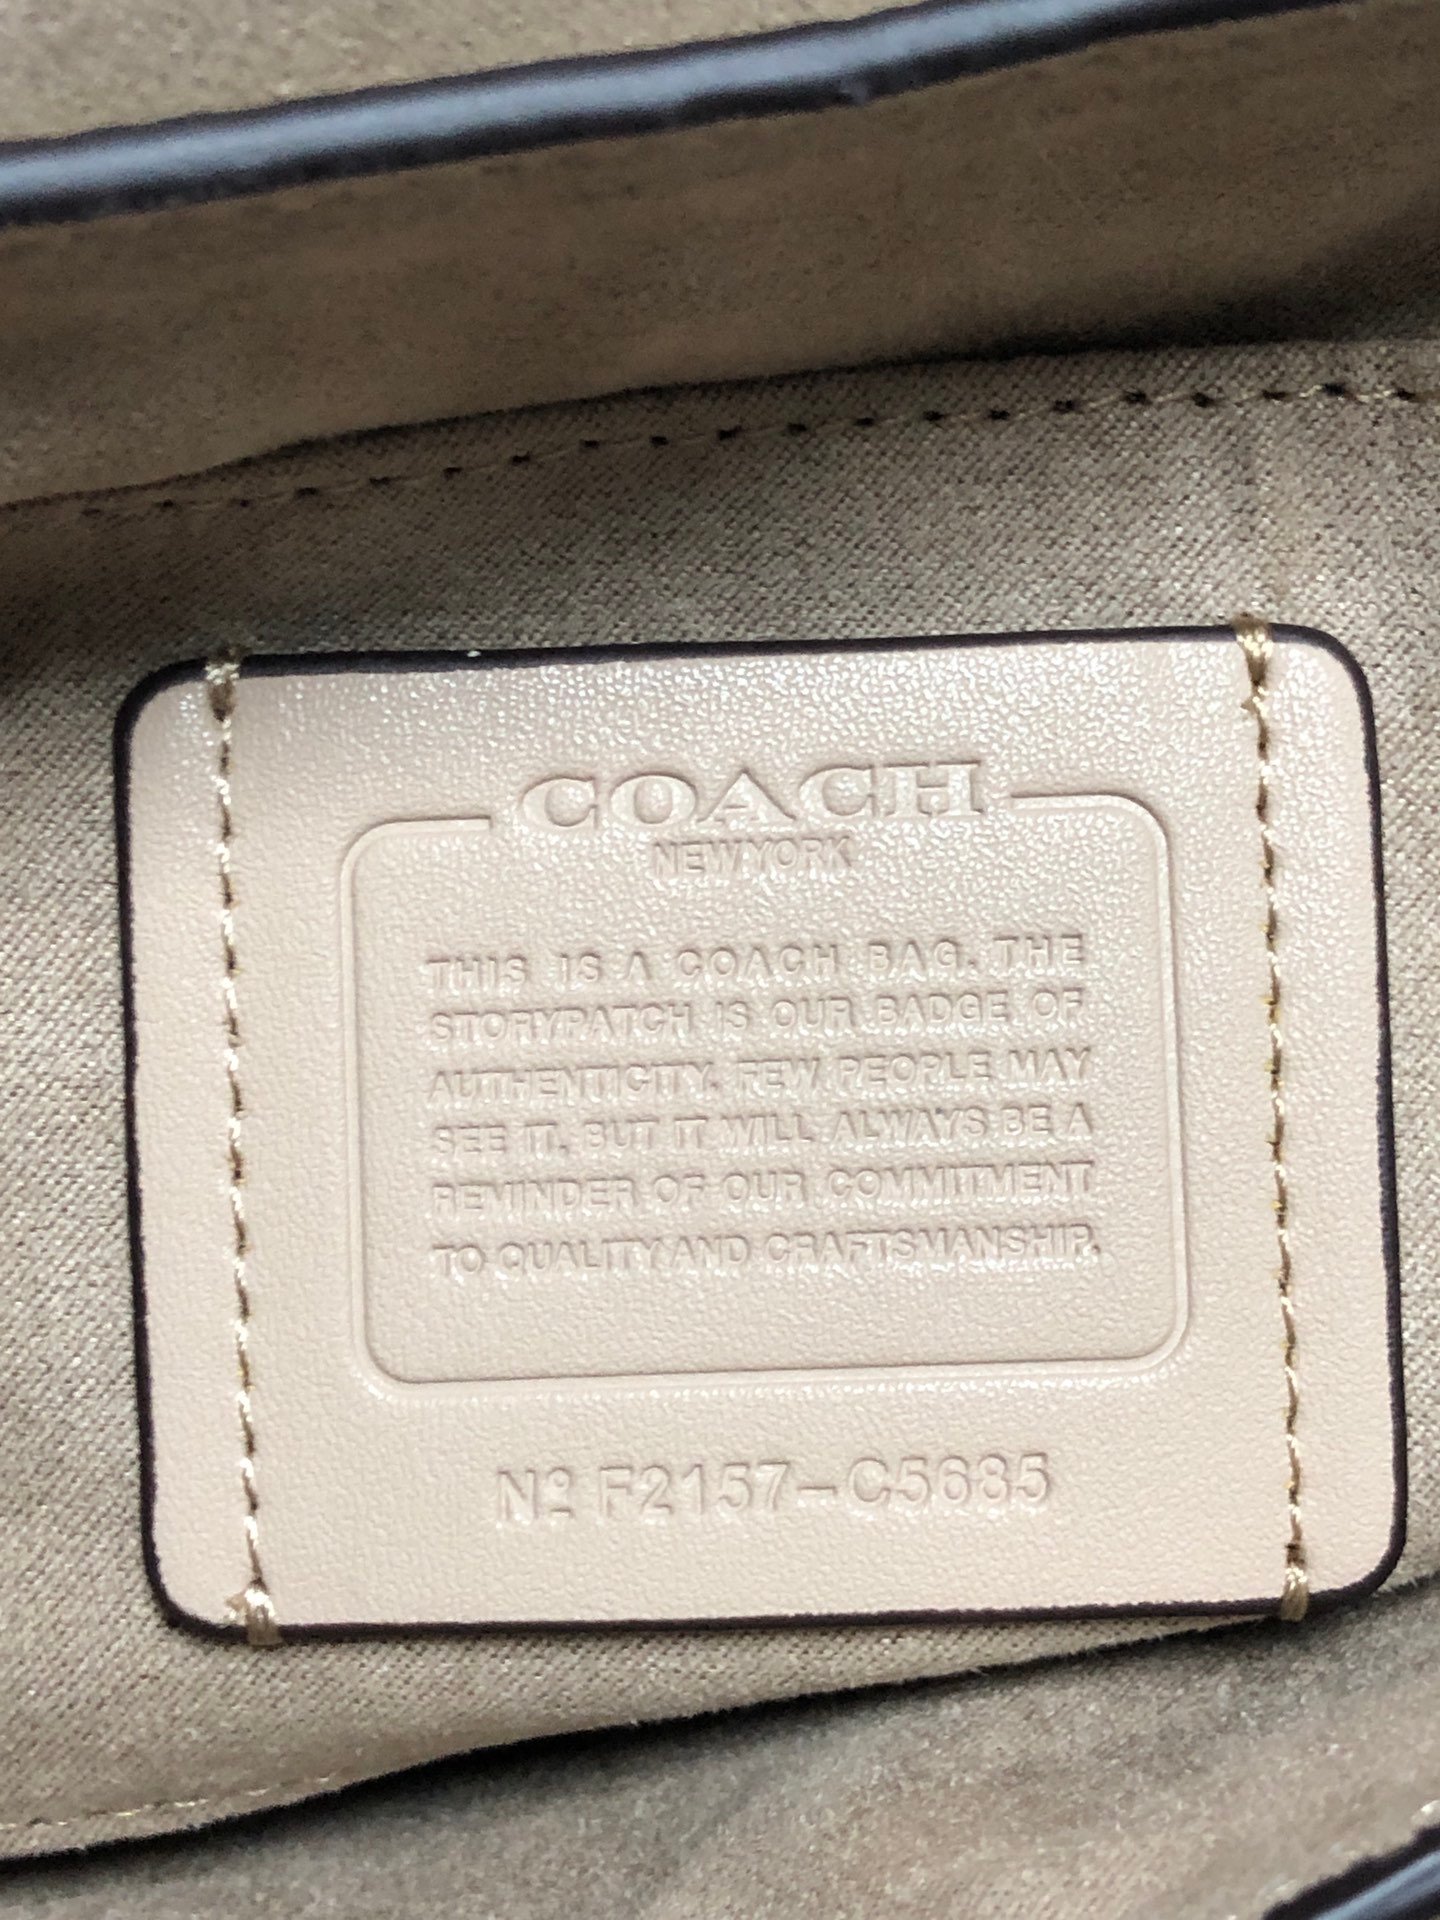 COACH
NEW YORK
THIS IS A COACH BAG. THE
STORYPATCH IS OUR BADGE OF
AUTHENTICITY. FEW PEOPLE MAY
SEE IT. BUT IT WILL ALWAYS BE A
REMINDER OF OUR COMMITMENT
TO QUALITY AND CRAFTSMANSHIP.
Nº F2157-C5685